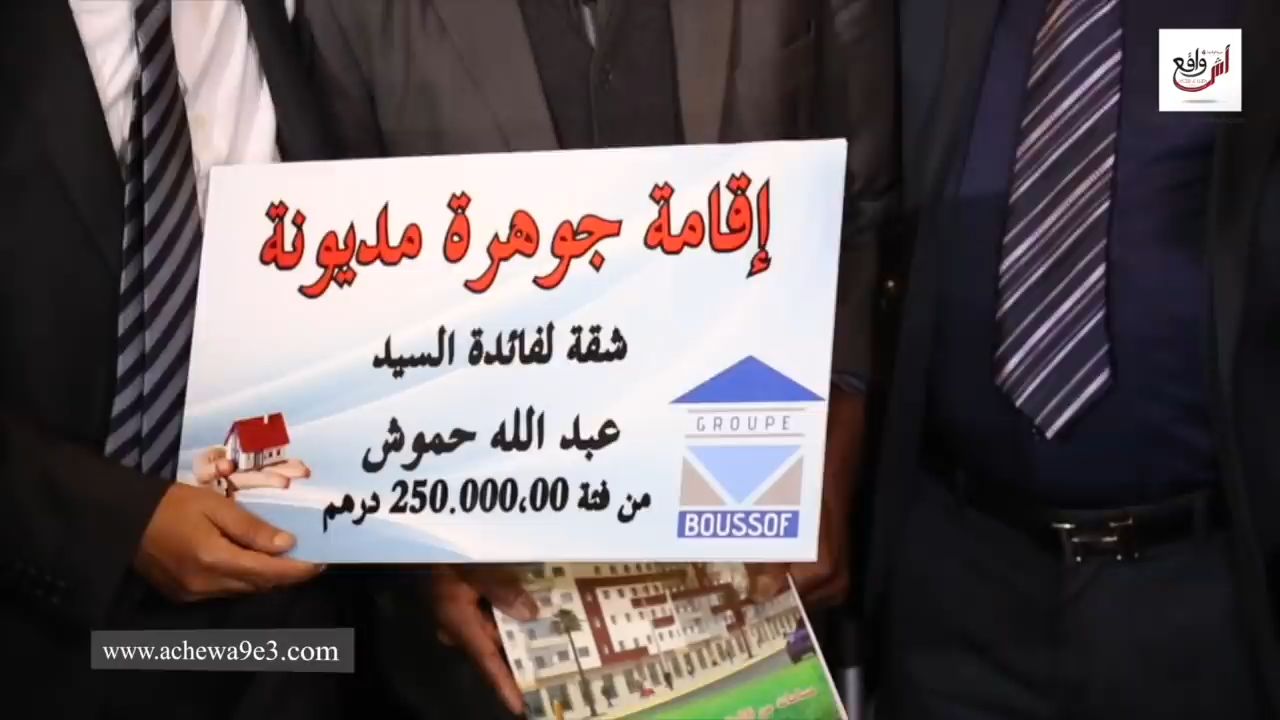 أش واقع
إقامة جوهرة مديونة
شقة لفائدة السيد
عبد الله حموش
من فئة 250.000،00 درهم
GROUPE
BOUSSOF
www.achewa9e3.com